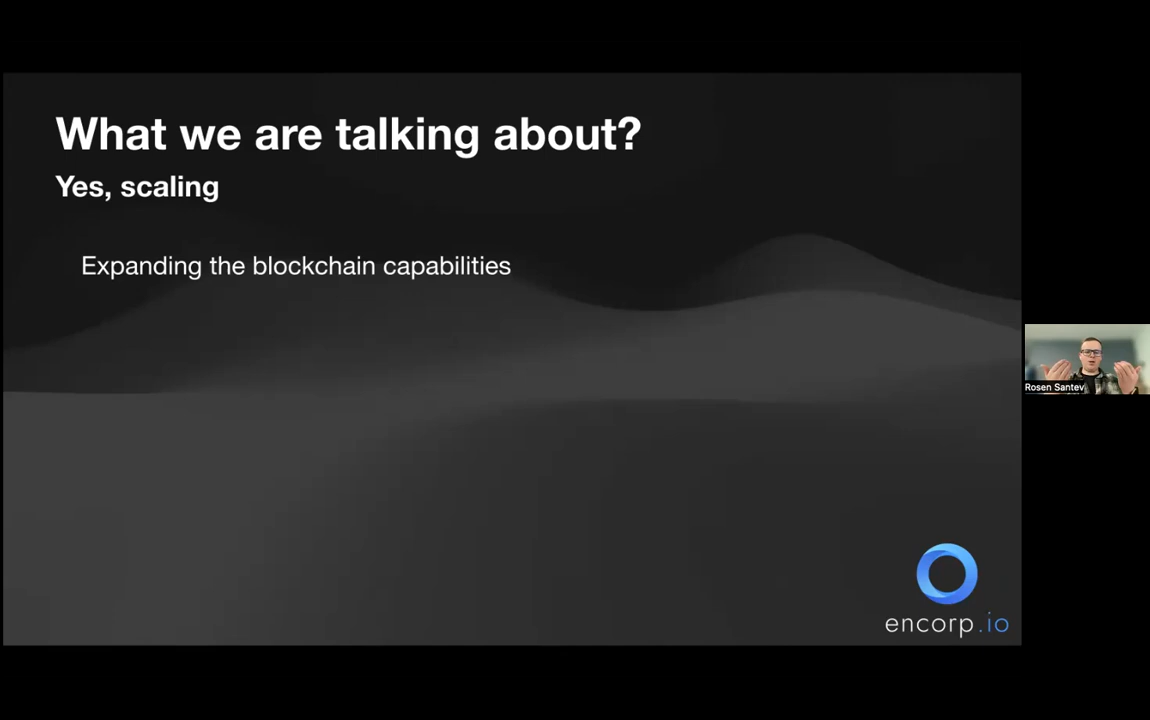 What we are talking about?
Yes, scaling
Expanding the blockchain capabilities
Rosen Santev
encorp.io